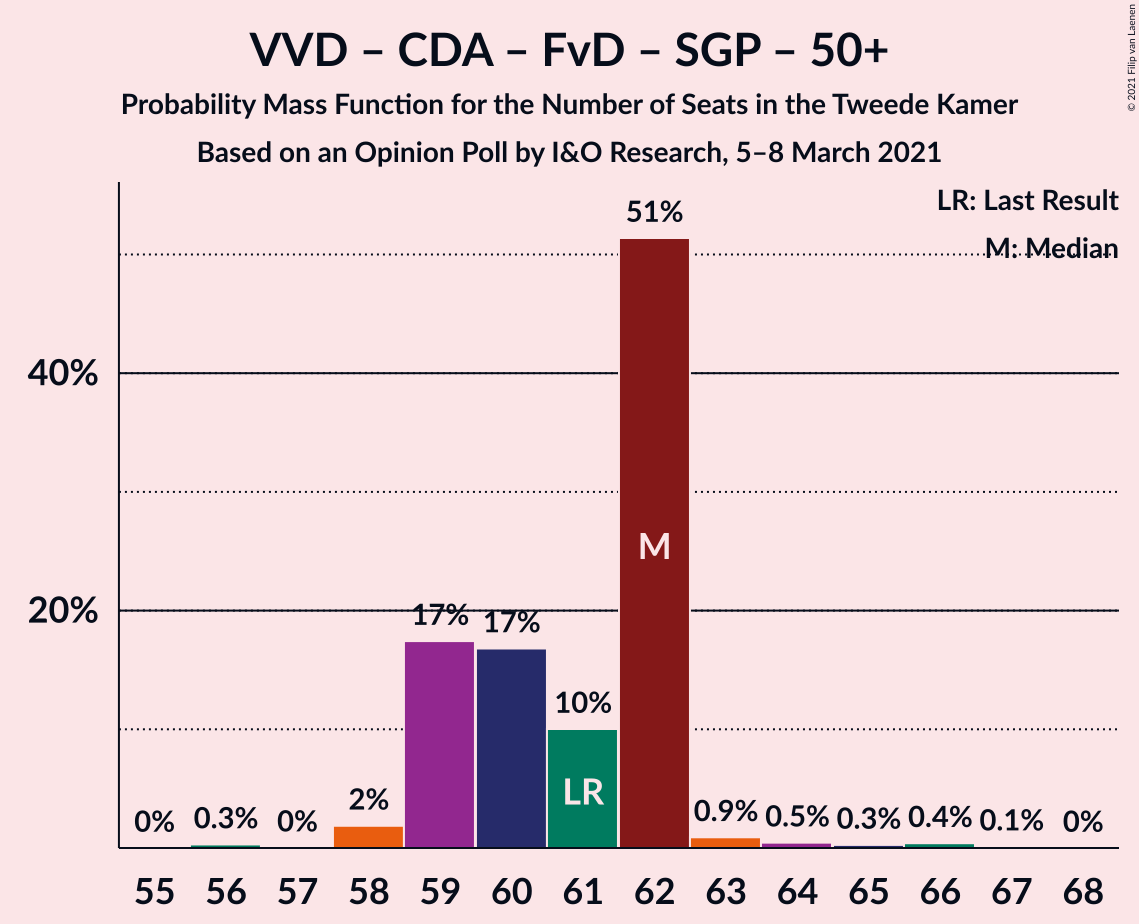 VVD – CDA – FvD – SGP – 50+
Probability Mass Function for the Number of Seats in the Tweede Kamer
Based on an Opinion Poll by I&O Research, 5–8 March 2021
© 2021 Filip van Laenen
LR: Last Result
M: Median
40%
20%
0% 0.3% 0% 2% 17% 17% 10% 51% 0.9% 0.5% 0.3% 0.4% 0.1% 0%
LR M
55 56 57 58 59 60 61 62 63 64 65 66 67 68